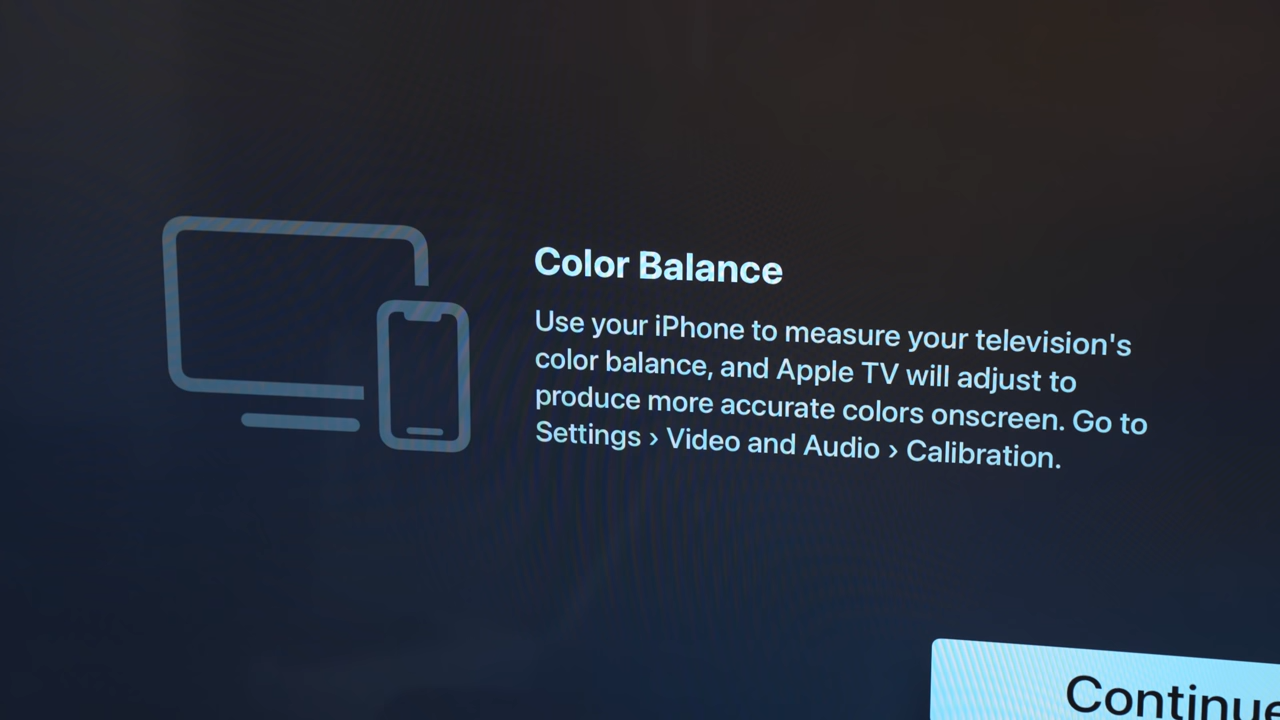 Color Balance
Use your iPhone to measure your television's
color balance, and Apple TV will adjust to
produce more accurate colors onscreen. Go to
Settings › Video and Audio › Calibration.
Continue